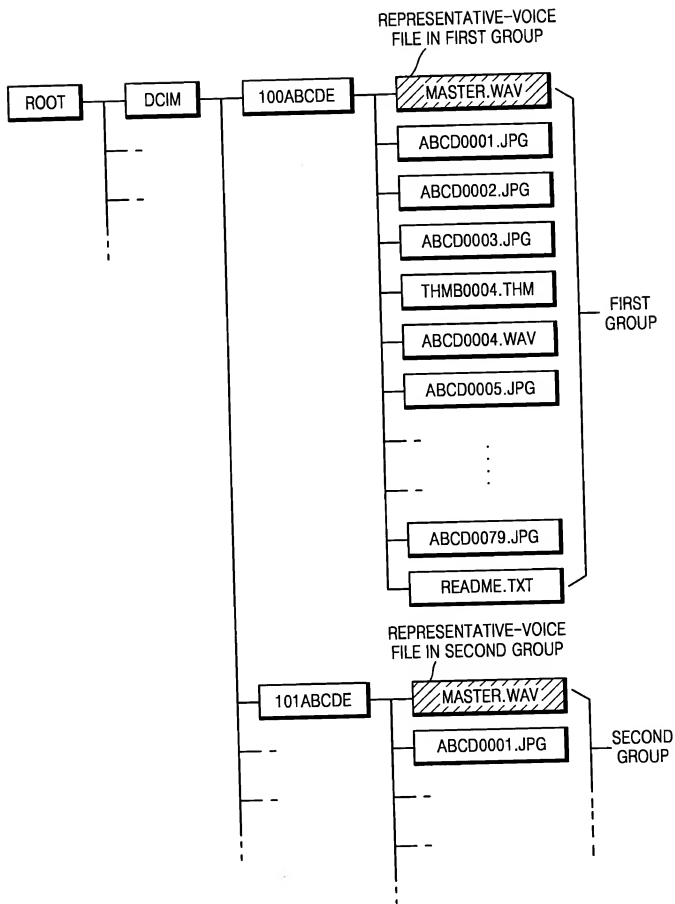 REPRESENTATIVE-VOICE
FILE IN FIRST GROUP
ROOT
DCIM
100ABCDE
MASTER.WAV
ABCD0001.JPG
ABCD0002.JPG
ABCD0003.JPG
THMB0004.THM
ABCD0004.WAV
ABCD0005.JPG
ABCD0079.JPG
README.TXT
FIRST
GROUP
REPRESENTATIVE-VOICE
FILE IN SECOND GROUP
101ABCDE
MASTER.WAV
ABCD0001.JPG
SECOND
GROUP